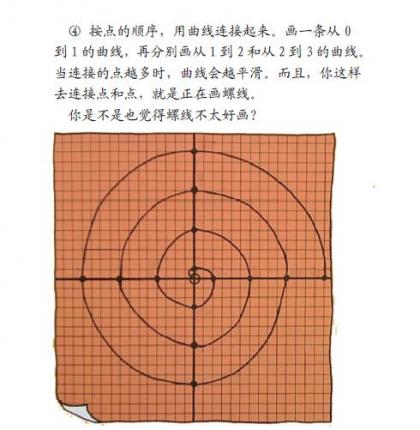 ④ 按点的顺序，用曲线连接起来。画一条从 0
到 1 的曲线，再分别画从 1 到 2 和从 2 到 3 的曲线。
当连接的点越多时，曲线会越平滑。而且，你这样
去连接点和点，就是正在画螺线。
你是不是也觉得螺线不太好画？